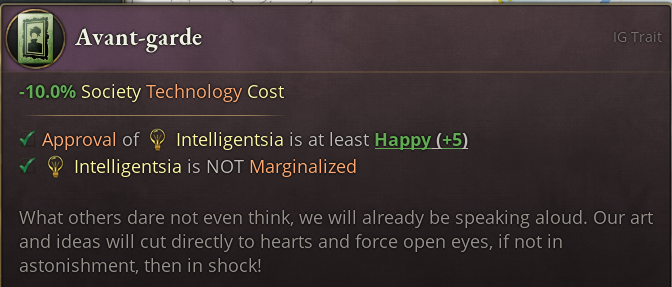 Avant-garde
IG Trait
-10.0% Society Technology Cost
Approval of Intelligentsia is at least Happy (+5)
Intelligentsia is NOT Marginalized
What others dare not even think, we will already be speaking aloud. Our art
and ideas will cut directly to hearts and force open eyes, if not in
astonishment, then in shock!